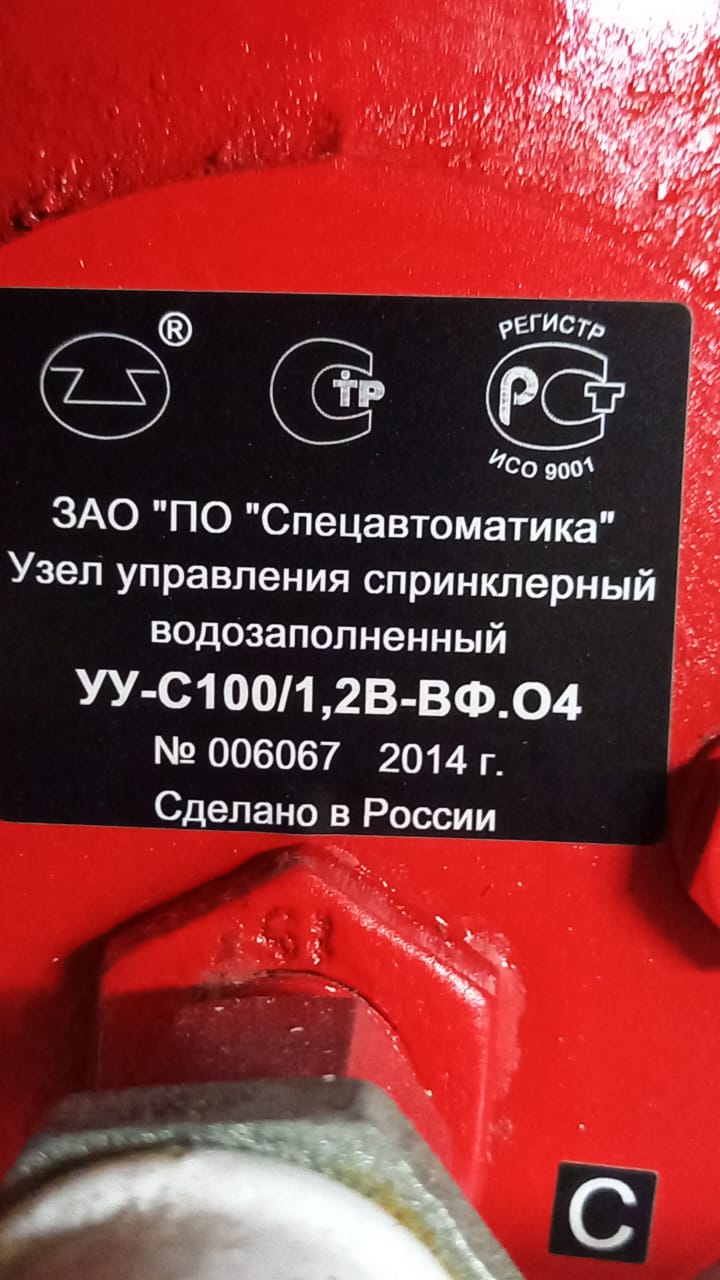 ®
РЕГИСТР
СТР
РСТ
ИСО 9001
ЗАО "ПО "Спецавтоматика"
Узел управления спринклерный
водозаполненный
УУ-С100/1,2В-ВФ.О4
№ 006067 2014 г.
Сделано в России
С